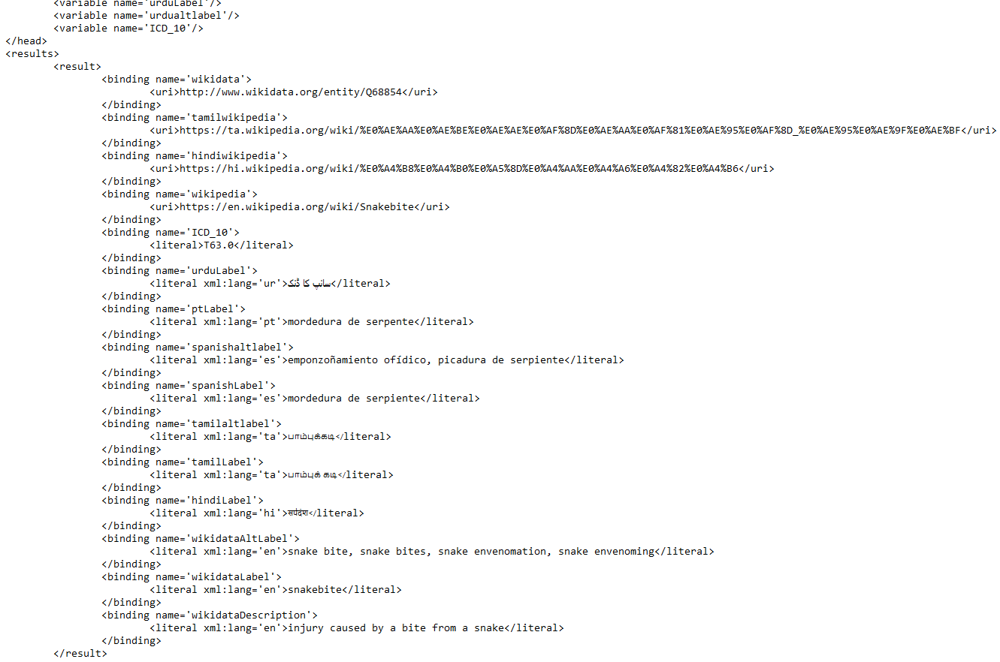 <variable name='urduLabel'/>
<variable name='urdualtlabel'/>
<variable name='ICD_10'/>
</head>
<results>
<result>
<binding name='wikidata'>
<uri>http://www.wikidata.org/entity/Q68854</uri>
</binding>
<binding name='tamilwikipedia'>
<uri>https://ta.wikipedia.org/wiki/%E0%AE%AA%E0%AE%BE%E0%AE%AE%E0%AF%8D%E0%AE%AA%E0%AF%81%E0%AE%95%E0%AF%8D_%E0%AE%95%E0%AE%9F%E0%AE%BF</uri>
</binding>
<binding name='hindiwikipedia'>
<uri>https://hi.wikipedia.org/wiki/%E0%A4%B8%E0%A4%B0%E0%A5%8D%E0%A4%AA%E0%A4%A6%E0%A4%82%E0%A4%B6</uri>
</binding>
<binding name='wikipedia'>
<uri>https://en.wikipedia.org/wiki/Snakebite</uri>
</binding>
<binding name='ICD_10'>
<literal>T63.0</literal>
</binding>
<binding name='urduLabel'>
<literal xml:lang='ur'>سانپ کا ڈنک</literal>
</binding>
<binding name='ptLabel'>
<literal xml:lang='pt'>mordedura de serpente</literal>
</binding>
<binding name='spanishaltlabel'>
<literal xml:lang='es'>emponzoñamiento ofídico, picadura de serpiente</literal>
</binding>
<binding name='spanishLabel'>
<literal xml:lang='es'>mordedura de serpiente</literal>
</binding>
<binding name='tamilaltlabel'>
<literal xml:lang='ta'>பாம்புக்கடி</literal>
</binding>
<binding name='tamilLabel'>
<literal xml:lang='ta'>பாம்புக் கடி</literal>
</binding>
<binding name='hindiLabel'>
<literal xml:lang='hi'>सर्पदंश</literal>
</binding>
<binding name='wikidataAltLabel'>
<literal xml:lang='en'>snake bite, snake bites, snake envenomation, snake envenoming</literal>
</binding>
<binding name='wikidataLabel'>
<literal xml:lang='en'>snakebite</literal>
</binding>
<binding name='wikidataDescription'>
<literal xml:lang='en'>injury caused by a bite from a snake</literal>
</binding>
</result>